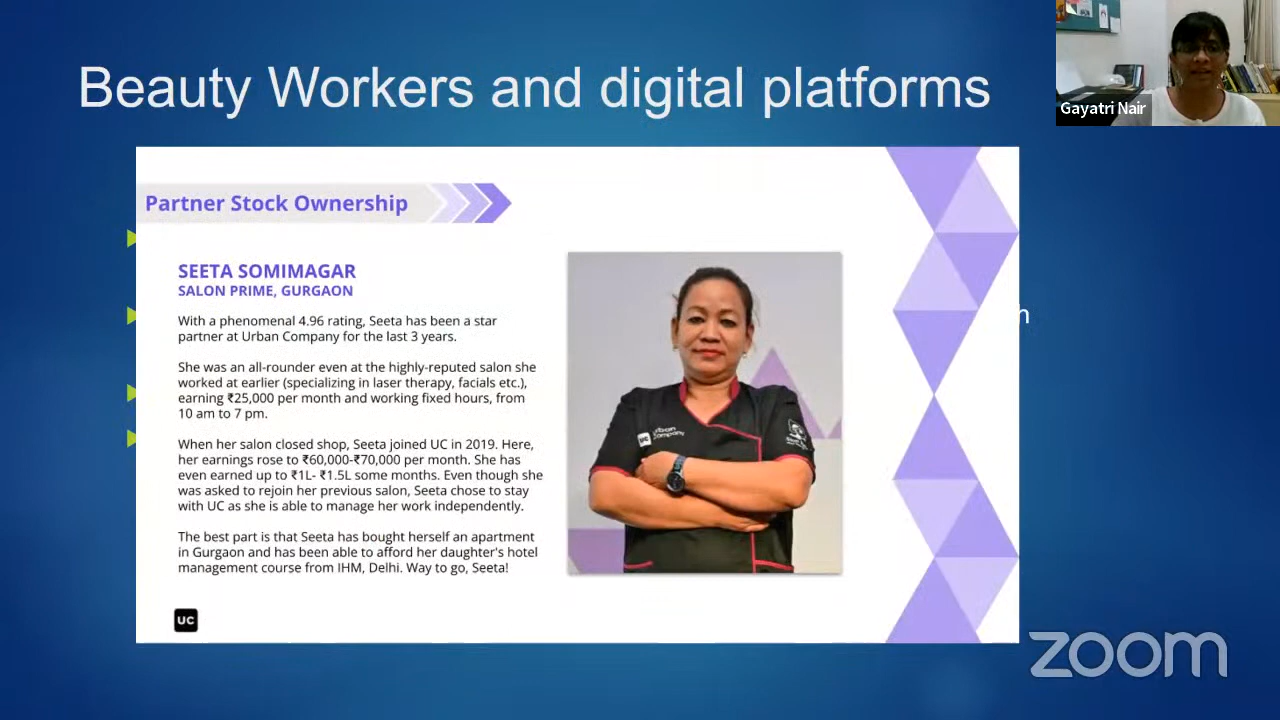 Beauty Workers and digital platforms
Gayatri Nair
Partner Stock Ownership
SEETA SOMIMAGAR
SALON PRIME, GURGAON
With a phenomenal 4.96 rating, Seeta has been a star
partner at Urban Company for the last 3 years.
She was an all-rounder even at the highly-reputed salon she
worked at earlier (specializing in laser therapy, facials etc.),
earning ₹25,000 per month and working fixed hours, from
10 am to 7 pm.
When her salon closed shop, Seeta joined UC in 2019. Here,
her earnings rose to ₹60,000-₹70,000 per month. She has
even earned up to ₹1L- ₹1.5L some months. Even though she
was asked to rejoin her previous salon, Seeta chose to stay
with UC as she is able to manage her work independently.
The best part is that Seeta has bought herself an apartment
in Gurgaon and has been able to afford her daughter's hotel
management course from IHM, Delhi. Way to go, Seeta!
UC
Urban
Company
UC
zoom